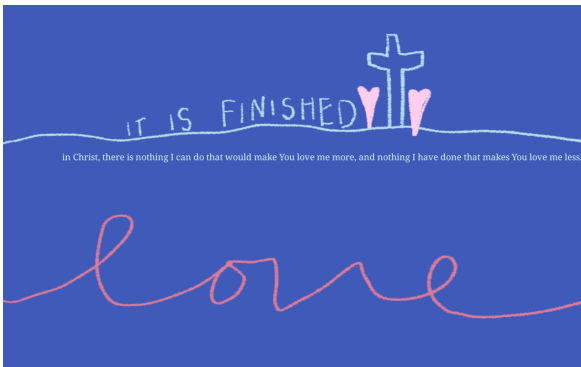 IT IS FINISHED
in Christ, there is nothing I can do that would make You love me more, and nothing I have done that makes You love me less.
love